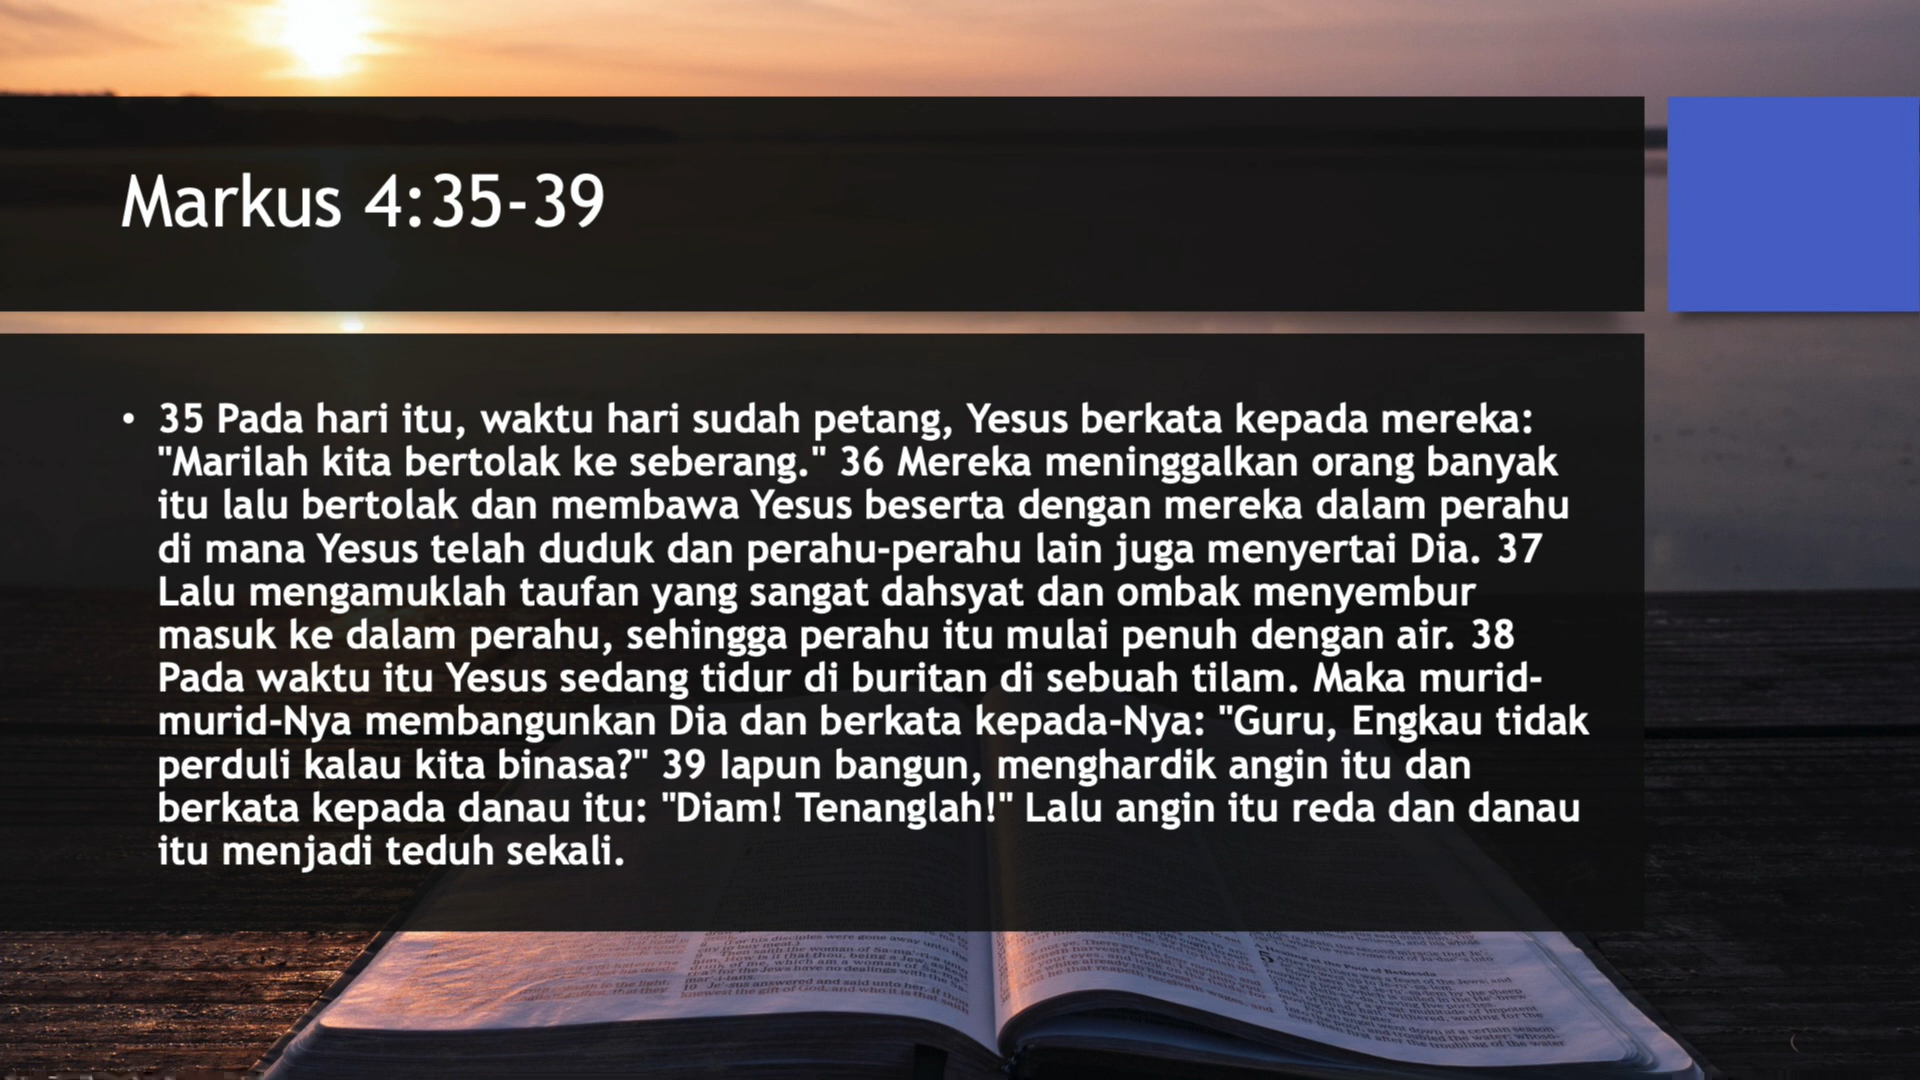 Markus 4:35-39
• 35 Pada hari itu, waktu hari sudah petang, Yesus berkata kepada mereka:
"Marilah kita bertolak ke seberang." 36 Mereka meninggalkan orang banyak
itu lalu bertolak dan membawa Yesus beserta dengan mereka dalam perahu
di mana Yesus telah duduk dan perahu-perahu lain juga menyertai Dia. 37
Lalu mengamuklah taufan yang sangat dahsyat dan ombak menyembur
masuk ke dalam perahu, sehingga perahu itu mulai penuh dengan air. 38
Pada waktu itu Yesus sedang tidur di buritan di sebuah tilam. Maka murid-
murid-Nya membangunkan Dia dan berkata kepada-Nya: "Guru, Engkau tidak
perduli kalau kita binasa?" 39 Iapun bangun, menghardik angin itu dan
berkata kepada danau itu: "Diam! Tenanglah!" Lalu angin itu reda dan danau
itu menjadi teduh sekali.